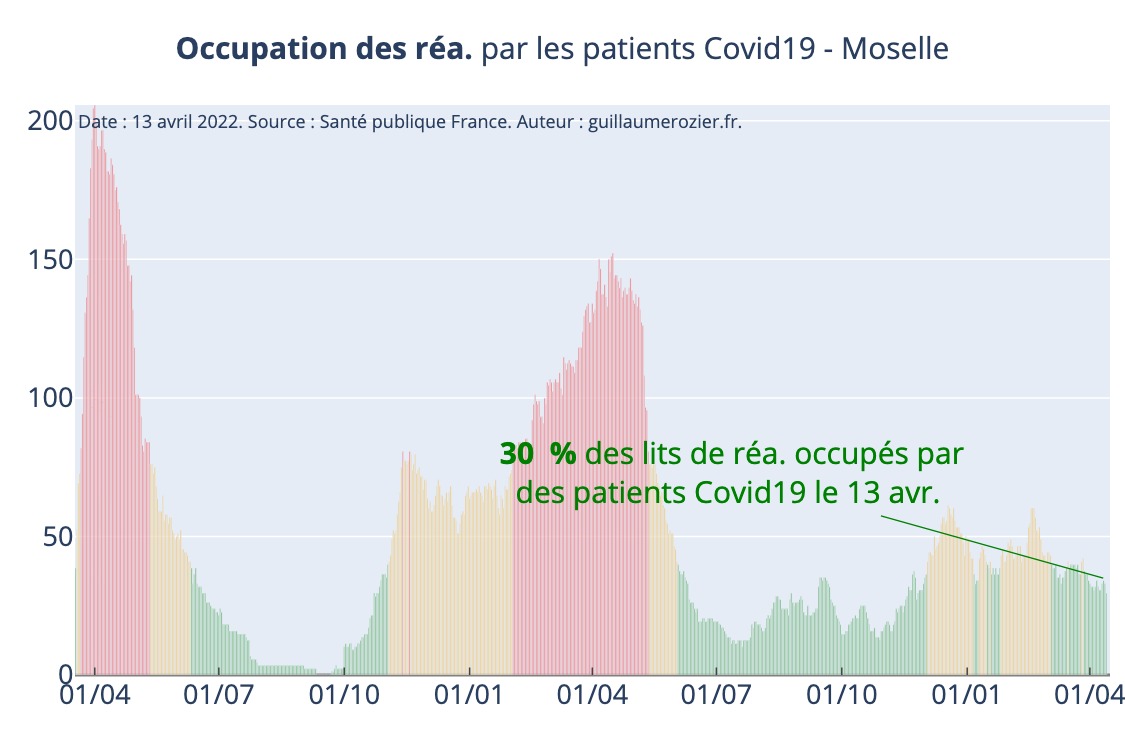 Occupation des réa. par les patients Covid19 - Moselle
200
Date : 13 avril 2022. Source : Santé publique France. Auteur : guillaumerozier.fr.
150
100
30 % des lits de réa. occupés par
des patients Covid19 le 13 avr.
50
0
01/04 01/07 01/10 01/01 01/04 01/07 01/10 01/01 01/04